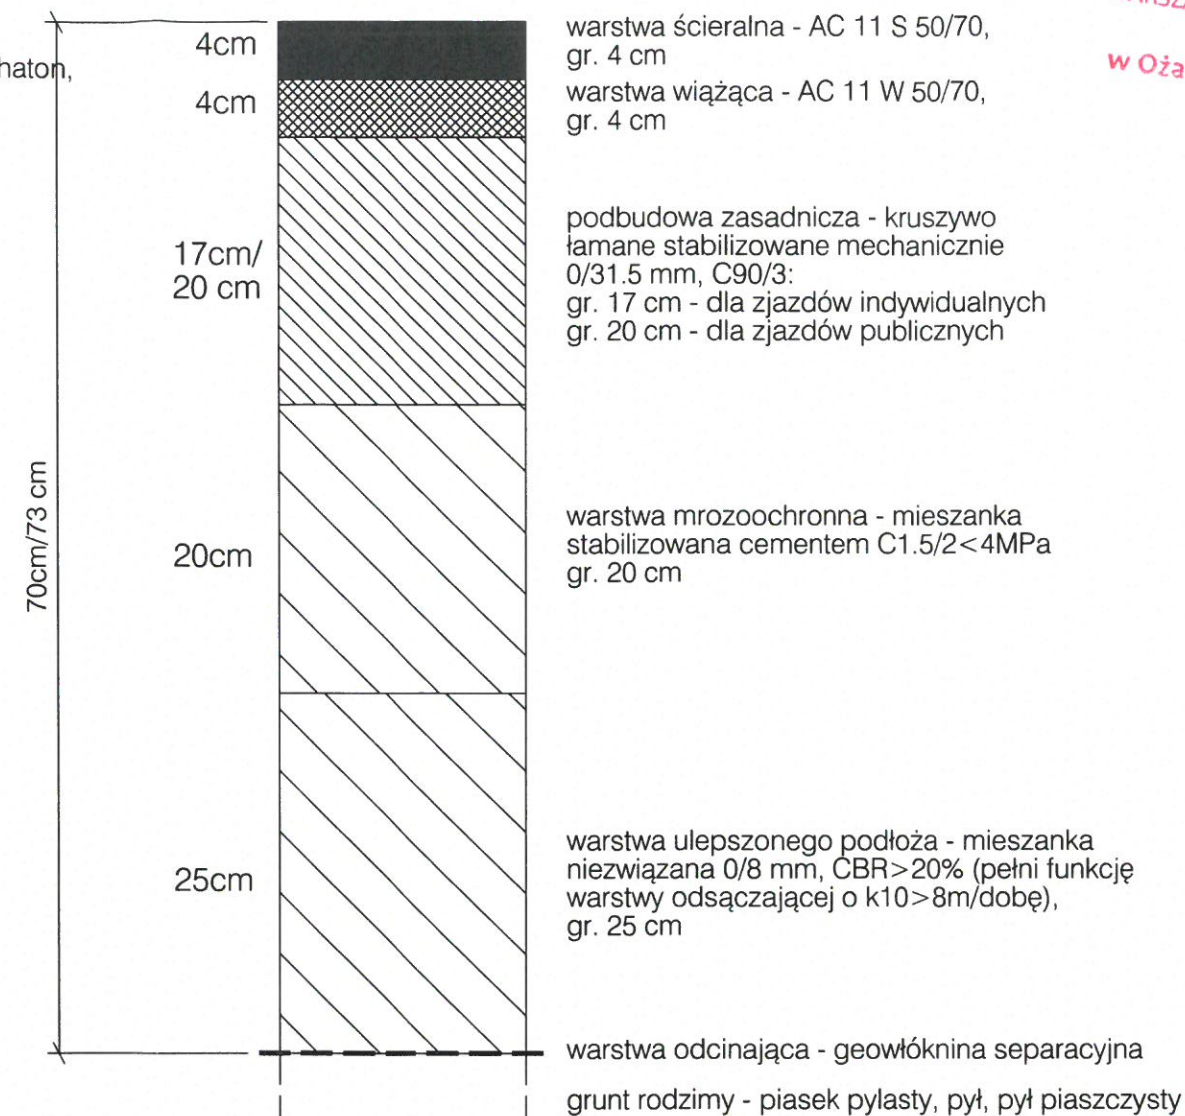 4cm
warstwa ścieralna - AC 11 S 50/70,
gr. 4 cm
w Oża
4cm
warstwa wiążąca - AC 11 W 50/70,
gr. 4 cm
17cm/
20 cm
podbudowa zasadnicza - kruszywo
łamane stabilizowane mechanicznie
0/31.5 mm, C90/3:
gr. 17 cm - dla zjazdów indywidualnych
gr. 20 cm - dla zjazdów publicznych
70cm/73 cm
20cm
warstwa mrozoochronna - mieszanka
stabilizowana cementem C1.5/2<4MPa
gr. 20 cm
25cm
warstwa ulepszonego podłoża - mieszanka
niezwiązana 0/8 mm, CBR>20% (pełni funkcję
warstwy odsączającej o k10>8m/dobę),
gr. 25 cm
warstwa odcinająca - geowłóknina separacyjna
grunt rodzimy - piasek pylasty, pył, pył piaszczysty